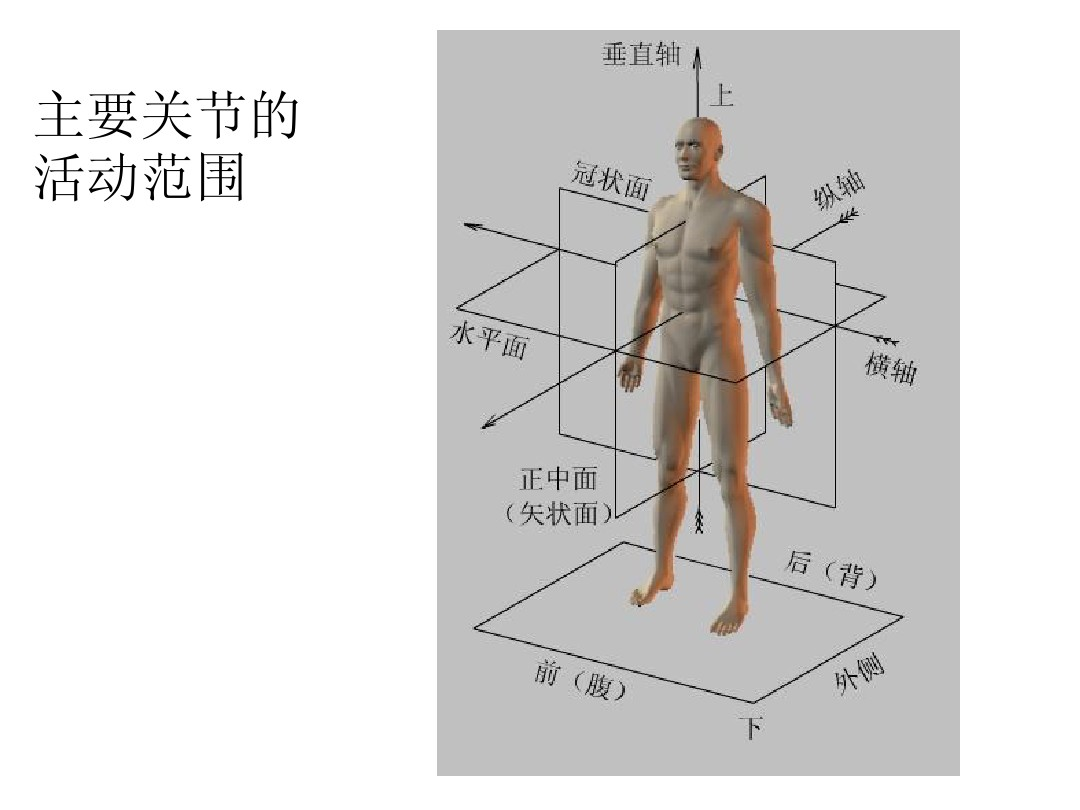 主要关节的
活动范围
垂直轴
上
冠状面
纵轴
水平面
横轴
正中面
（矢状面）
后（背）
前（腹）
外侧
下